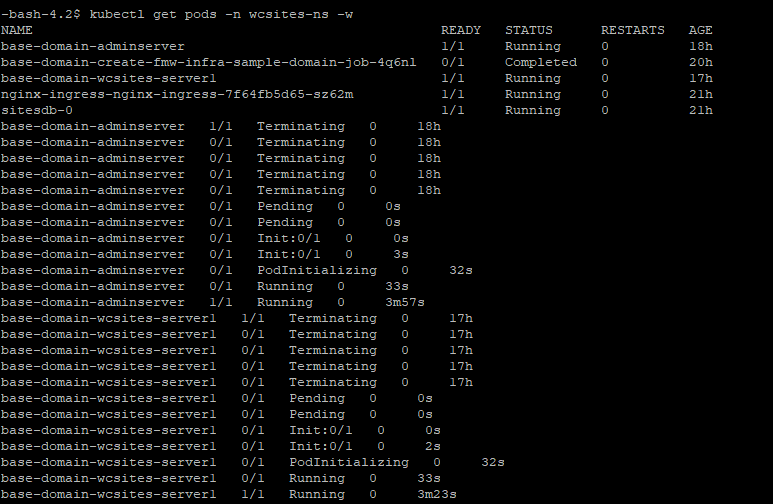 -bash-4.2$ kubectl get pods -n wcsites-ns -w
NAME                                                   READY   STATUS      RESTARTS   AGE
base-domain-adminserver                                1/1     Running     0          18h
base-domain-create-fmw-infra-sample-domain-job-4q6nl   0/1     Completed   0          20h
base-domain-wcsites-server1                            1/1     Running     0          17h
nginx-ingress-nginx-ingress-7f64fb5d65-sz62m           1/1     Running     0          21h
sitesdb-0                                              1/1     Running     0          21h
base-domain-adminserver   1/1   Terminating   0     18h
base-domain-adminserver   0/1   Terminating   0     18h
base-domain-adminserver   0/1   Terminating   0     18h
base-domain-adminserver   0/1   Terminating   0     18h
base-domain-adminserver   0/1   Terminating   0     18h
base-domain-adminserver   0/1   Pending   0     0s
base-domain-adminserver   0/1   Pending   0     0s
base-domain-adminserver   0/1   Init:0/1   0     0s
base-domain-adminserver   0/1   Init:0/1   0     3s
base-domain-adminserver   0/1   PodInitializing   0     32s
base-domain-adminserver   0/1   Running   0     33s
base-domain-adminserver   1/1   Running   0     3m57s
base-domain-wcsites-server1   1/1   Terminating   0     17h
base-domain-wcsites-server1   0/1   Terminating   0     17h
base-domain-wcsites-server1   0/1   Terminating   0     17h
base-domain-wcsites-server1   0/1   Terminating   0     17h
base-domain-wcsites-server1   0/1   Terminating   0     17h
base-domain-wcsites-server1   0/1   Pending   0     0s
base-domain-wcsites-server1   0/1   Pending   0     0s
base-domain-wcsites-server1   0/1   Init:0/1   0     0s
base-domain-wcsites-server1   0/1   Init:0/1   0     2s
base-domain-wcsites-server1   0/1   PodInitializing   0     32s
base-domain-wcsites-server1   0/1   Running   0     33s
base-domain-wcsites-server1   1/1   Running   0     3m23s